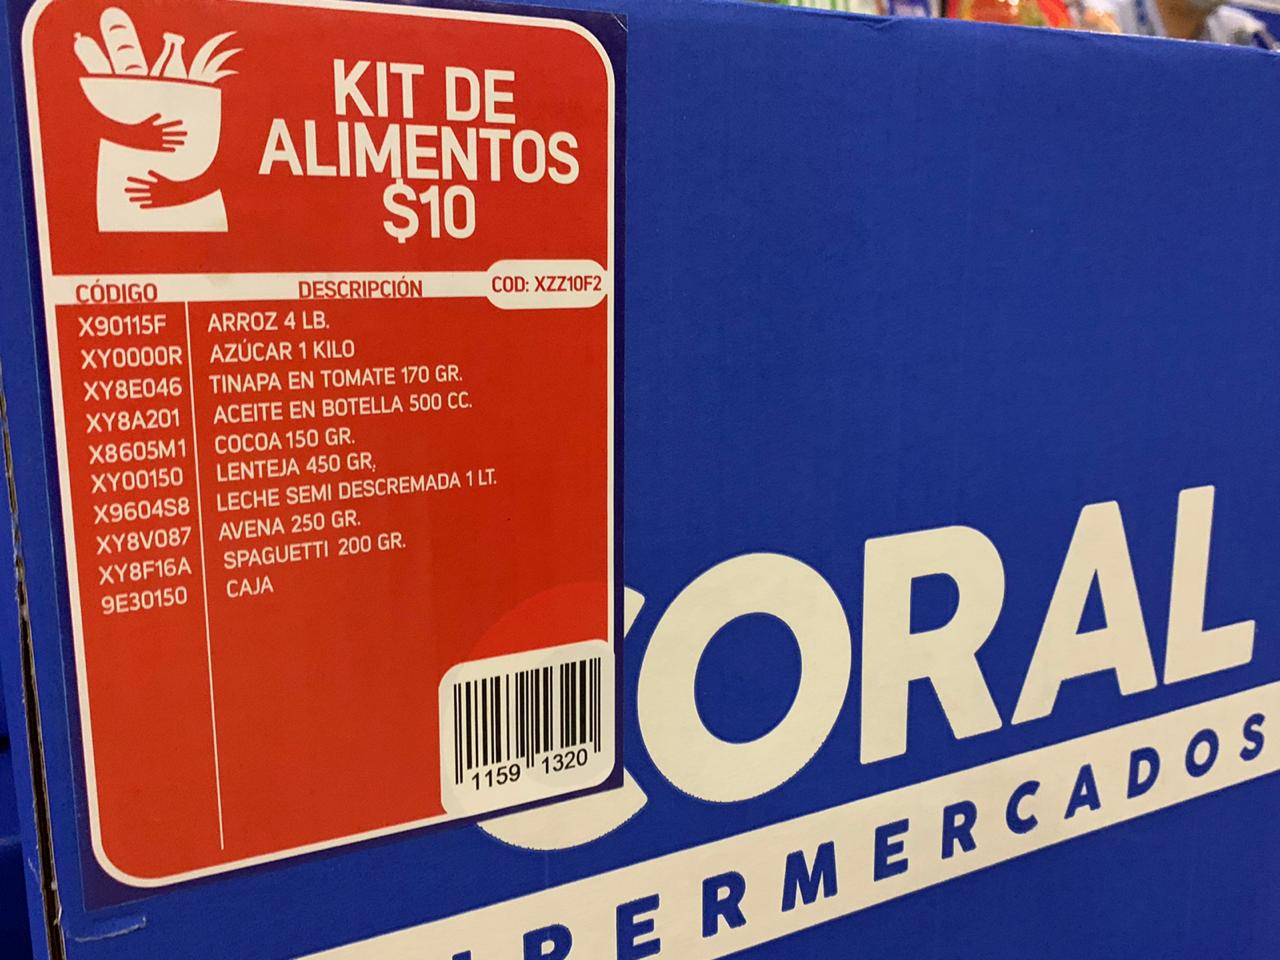 KIT DE
ALIMENTOS
$10
CÓDIGO DESCRIPCIÓN COD: XZZ10F2
X90115F ARROZ 4 LB.
XY0000R AZÚCAR 1 KILO
XY8E046 TINAPA EN TOMATE 170 GR.
XY8A201 ACEITE EN BOTELLA 500 CC.
X8605M1 COCOA 150 GR.
XY00150 LENTEJA 450 GR.
X9604S8 LECHE SEMI DESCREMADA 1 LT.
XY8V087 AVENA 250 GR.
XY8F16A SPAGUETTI 200 GR.
9E30150 CAJA
1159 1320
CORAL
UPERMERCADOS